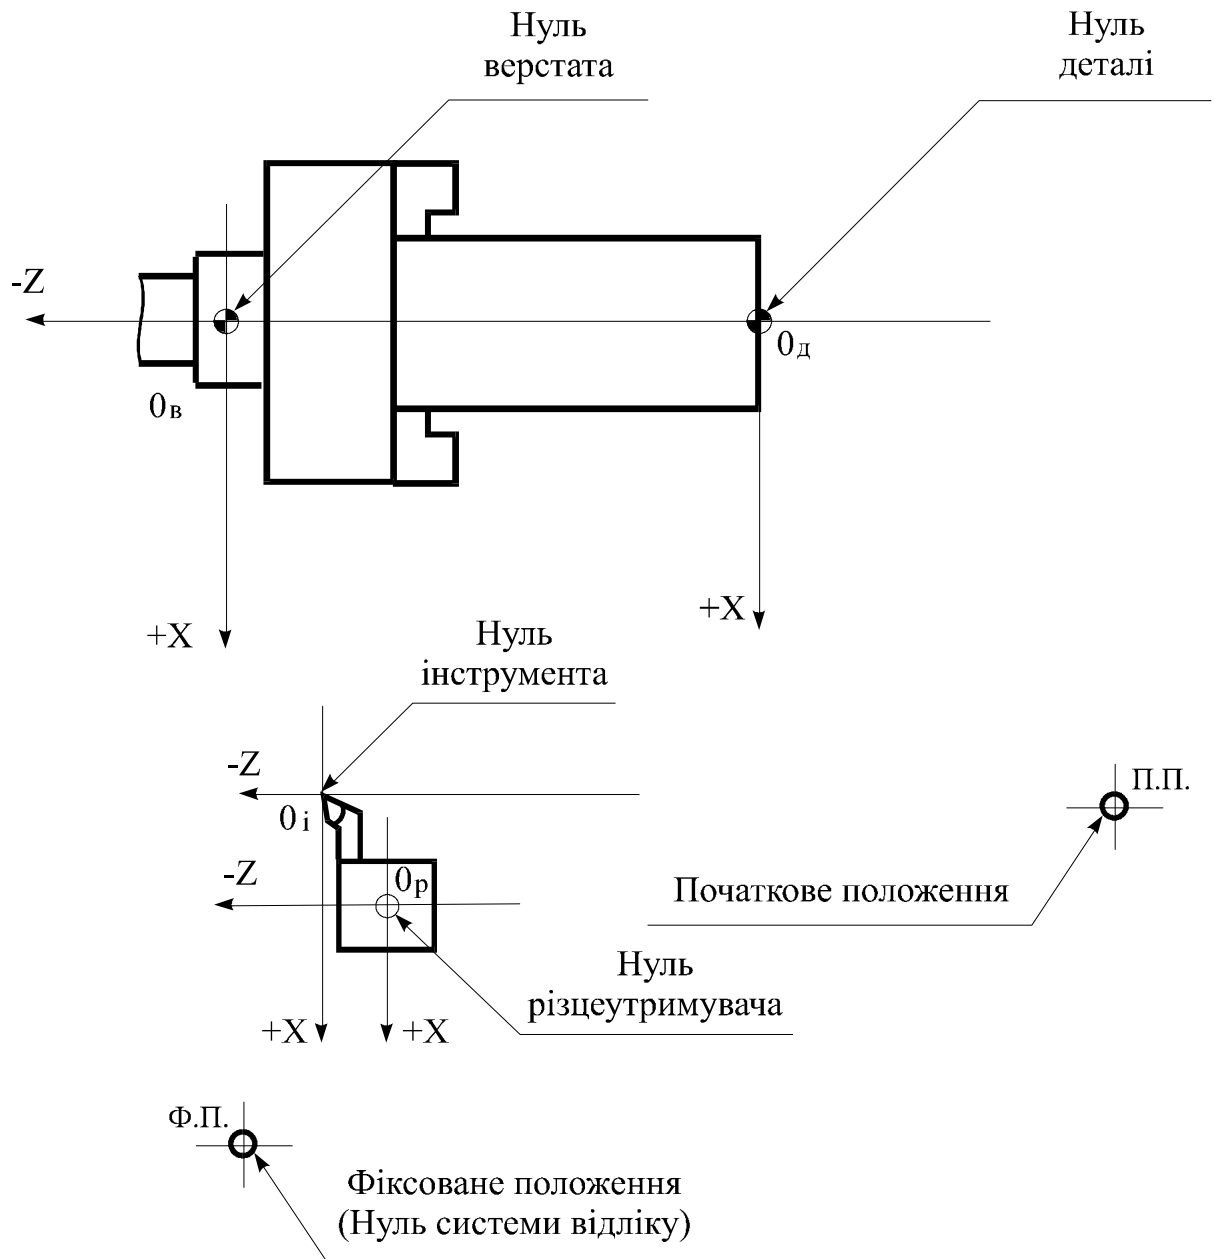 Нуль
верстата
Нуль
деталі
-Z
0д
0в
+X
+X
Нуль
інструмента
-Z
0і
П.П.
-Z
0р
Початкове положення
Нуль
різцеутримувача
+X
+X
Ф.П.
Фіксоване положення
(Нуль системи відліку)